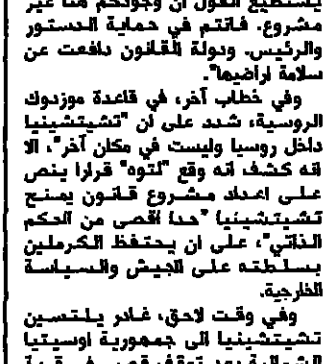 يستطيع القول ان وجودكم هنا غير
مشروع. فانتم في حماية الدستور
والرئيس. ودولة القانون دافعت عن
سلامة اراضيها".
وفي خطاب آخر، في قاعدة موزدوك
الروسية، شدد على ان "تشيتشينيا
داخل روسيا وليست في مكان آخر"، الا
انه كشف انه وقع "لتوه" قرارا ينص
على اعداد مشروع قانون يمنح
تشيتشينيا "حدا اقصى من الحكم
الذاتي"، على ان يحتفظ الكرملين
بسلطته على الجيش والسياسة
الخارجية.
وفي وقت لاحق، غادر يلتسين
تشيتشينيا الى جمهورية اوسيتيا